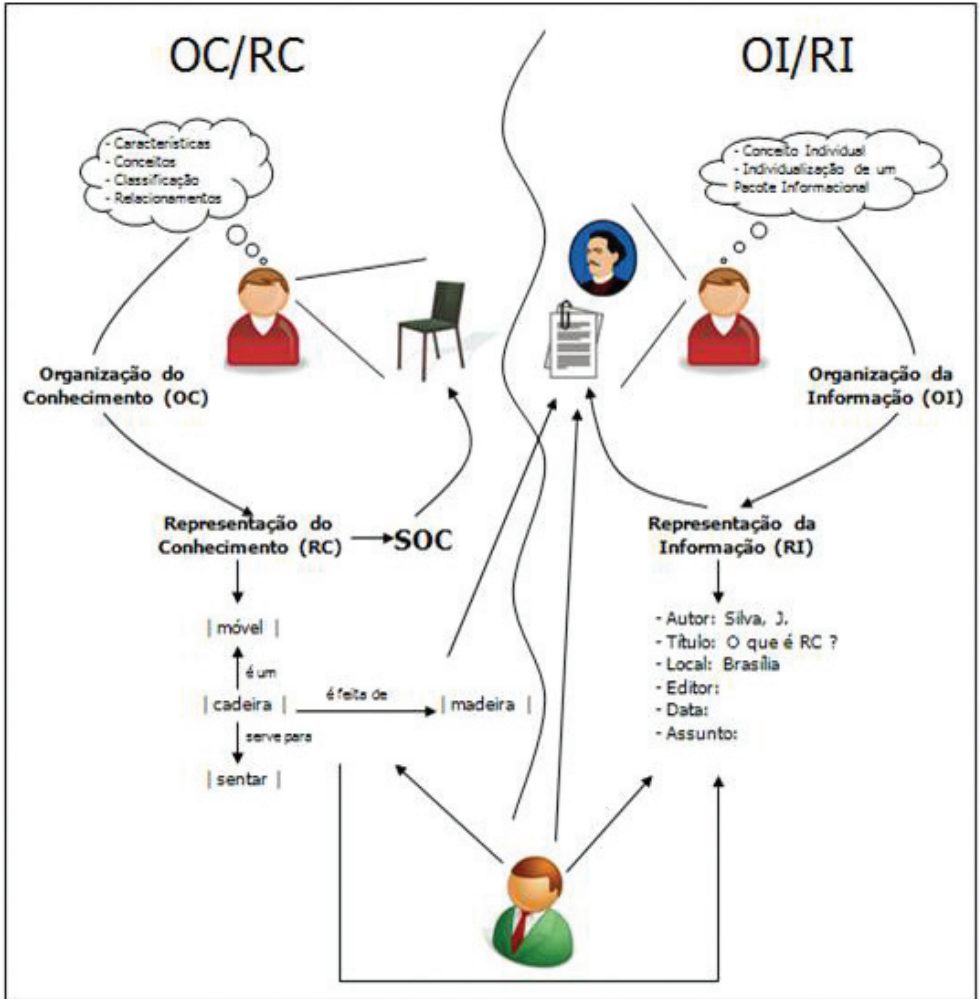 OC/RC
- Características
- Conceitos
- Classificação
- Relacionamentos
Organização do
Conhecimento (OC)
Representação do
Conhecimento (RC)
SOC
| móvel |
é um
| cadeira |
é feita de
| madeira |
serve para
| sentar |
OI/RI
- Conceito Individual
- Individualização de um
Pacote Informacional
Organização da
Informação (OI)
Representação da
Informação (RI)
- Autor: Silva, J.
- Título: O que é RC ?
- Local: Brasília
- Editor:
- Data:
- Assunto: